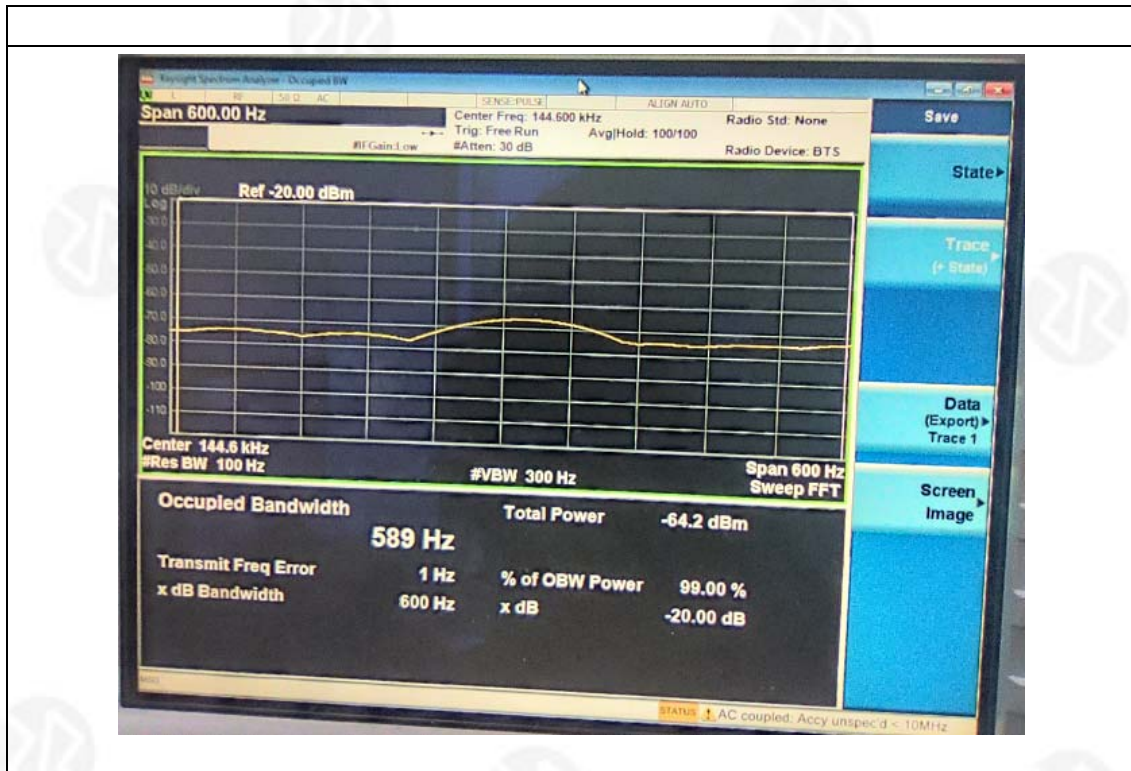 Keysight Spectrum Analyzer - Occupied BW
L RF 50 Ω AC SENSE:PULSE ALIGN AUTO
Span 600.00 Hz
Center Freq: 144.600 kHz
Radio Std: None
Trig: Free Run Avg|Hold: 100/100
#IFGain:Low #Atten: 30 dB
Radio Device: BTS
10 dB/div Ref -20.00 dBm
Log
-30.0
-40.0
-50.0
-60.0
-70.0
-80.0
-90.0
-100
-110
Center 144.6 kHz Span 600 Hz
#Res BW 100 Hz #VBW 300 Hz Sweep FFT
Occupied Bandwidth Total Power -64.2 dBm
589 Hz
Transmit Freq Error 1 Hz % of OBW Power 99.00 %
x dB Bandwidth 600 Hz x dB -20.00 dB
MSG
STATUS AC coupled: Accy unspec'd < 10MHz
Save
State
Trace
(+ State)
Data
(Export)
Trace 1
Screen
Image